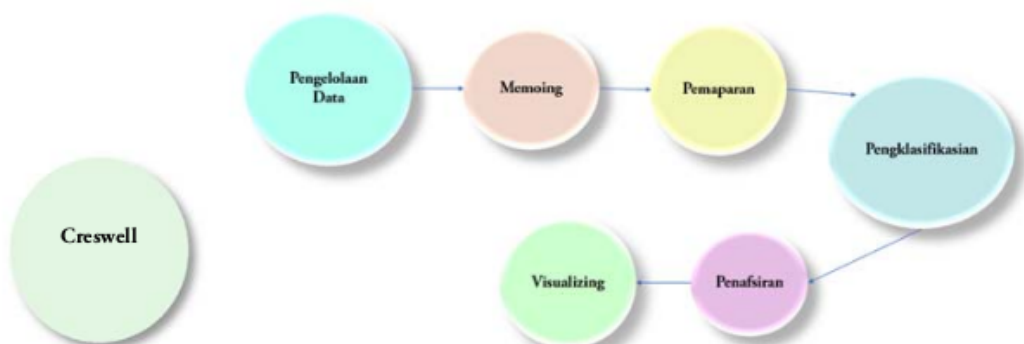 Creswell
Pengelolaan
Data
Memoing
Pemaparan
Pengklasifikasian
Penafsiran
Visualizing